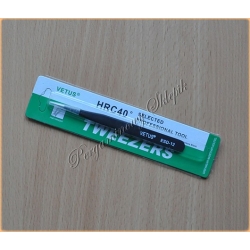 VETUS®
HRC40®
SELECTED
PROFESSIONAL TOOL
VETUS® ESD-12
TWEEZERS